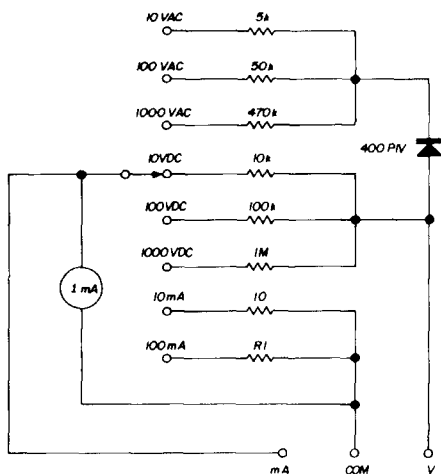 10 VAC 5k
100 VAC 50k
1000 VAC 470k
400 PIV
10VDC 10k
100VDC 100k
1000VDC 1M
1 mA
10mA 10
100mA R1
mA COM V